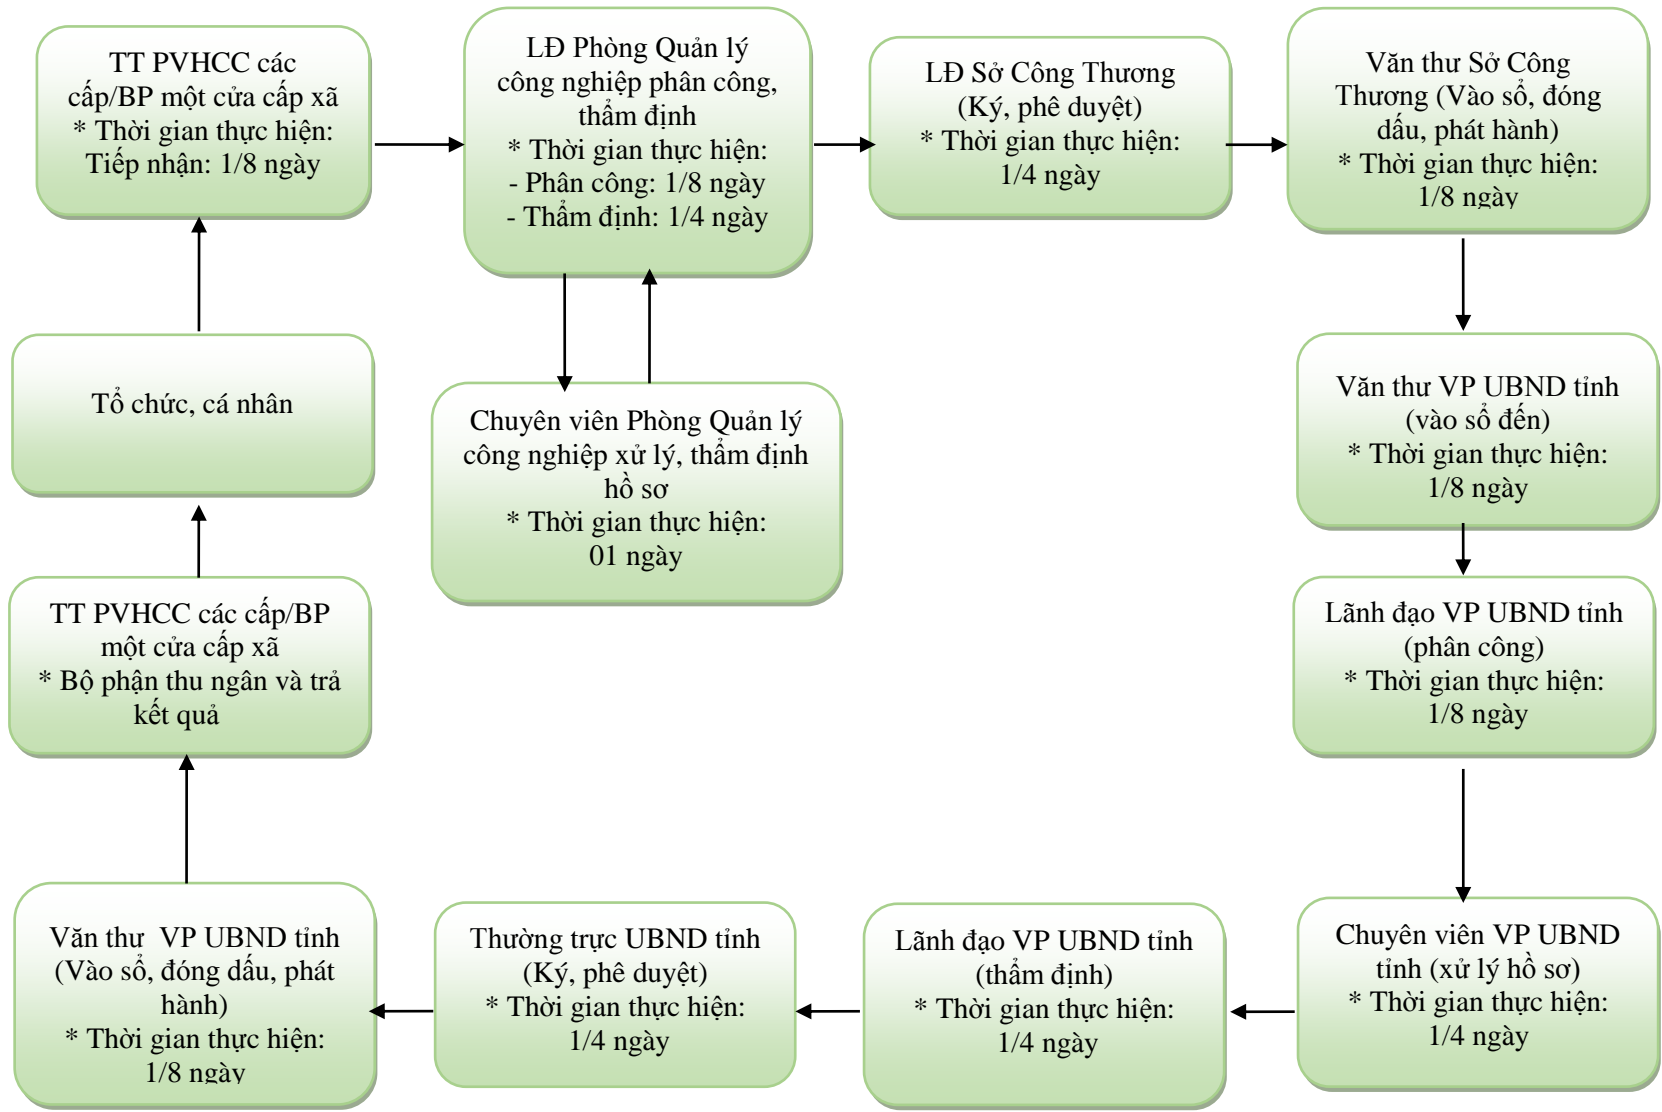 TT PVHCC các
cấp/BP một cửa cấp xã
* Thời gian thực hiện:
Tiếp nhận: 1/8 ngày
LĐ Phòng Quản lý
công nghiệp phân công,
thẩm định
* Thời gian thực hiện:
- Phân công: 1/8 ngày
- Thẩm định: 1/4 ngày
LĐ Sở Công Thương
(Ký, phê duyệt)
* Thời gian thực hiện:
1/4 ngày
Văn thư Sở Công
Thương (Vào sổ, đóng
dấu, phát hành)
* Thời gian thực hiện:
1/8 ngày
Tổ chức, cá nhân
Chuyên viên Phòng Quản lý
công nghiệp xử lý, thẩm định
hồ sơ
* Thời gian thực hiện:
01 ngày
Văn thư VP UBND tỉnh
(vào sổ đến)
* Thời gian thực hiện:
1/8 ngày
TT PVHCC các cấp/BP
một cửa cấp xã
* Bộ phận thu ngân và trả
kết quả
Lãnh đạo VP UBND tỉnh
(phân công)
* Thời gian thực hiện:
1/8 ngày
Văn thư  VP UBND tỉnh
(Vào sổ, đóng dấu, phát
hành)
* Thời gian thực hiện:
1/8 ngày
Thường trực UBND tỉnh
(Ký, phê duyệt)
* Thời gian thực hiện:
1/4 ngày
Lãnh đạo VP UBND tỉnh
(thẩm định)
* Thời gian thực hiện:
1/4 ngày
Chuyên viên VP UBND
tỉnh (xử lý hồ sơ)
* Thời gian thực hiện:
1/4 ngày